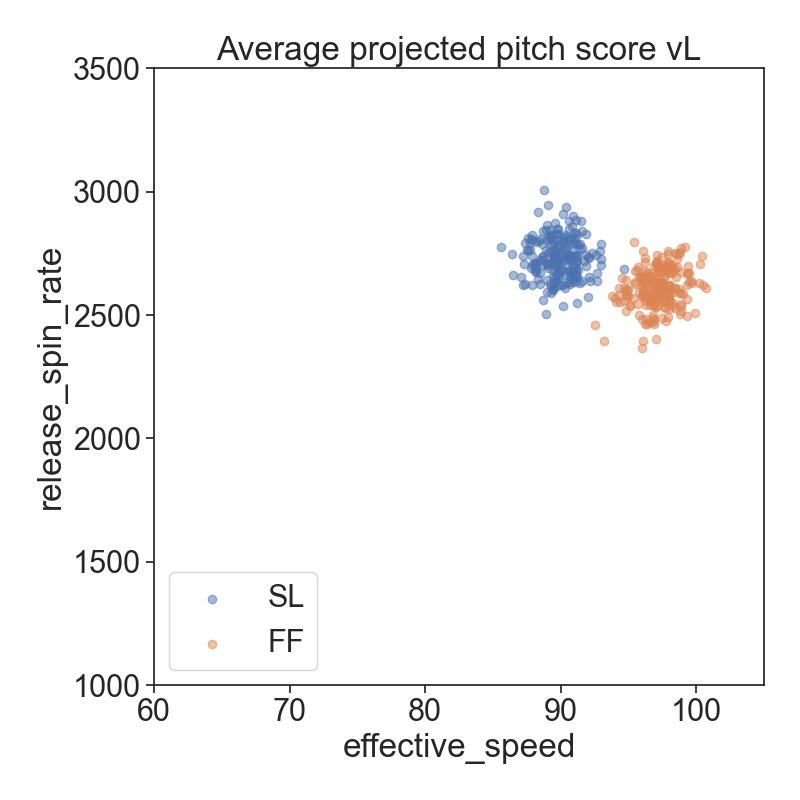 Average projected pitch score vL
3500
3000
2500
2000
1500
1000
release_spin_rate
SL
FF
60 70 80 90 100
effective_speed